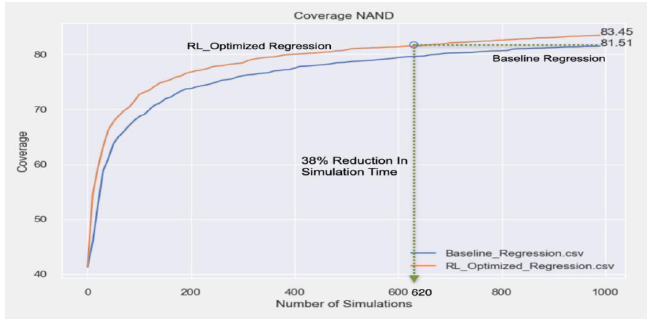 Coverage NAND
83.45
81.51
RL_Optimized Regression
Baseline Regression
80
70
60
50
40
Coverage
38% Reduction In
Simulation Time
Baseline_Regression.csv
RL_Optimized_Regression.csv
0
200
400
600
620
800
1000
Number of Simulations